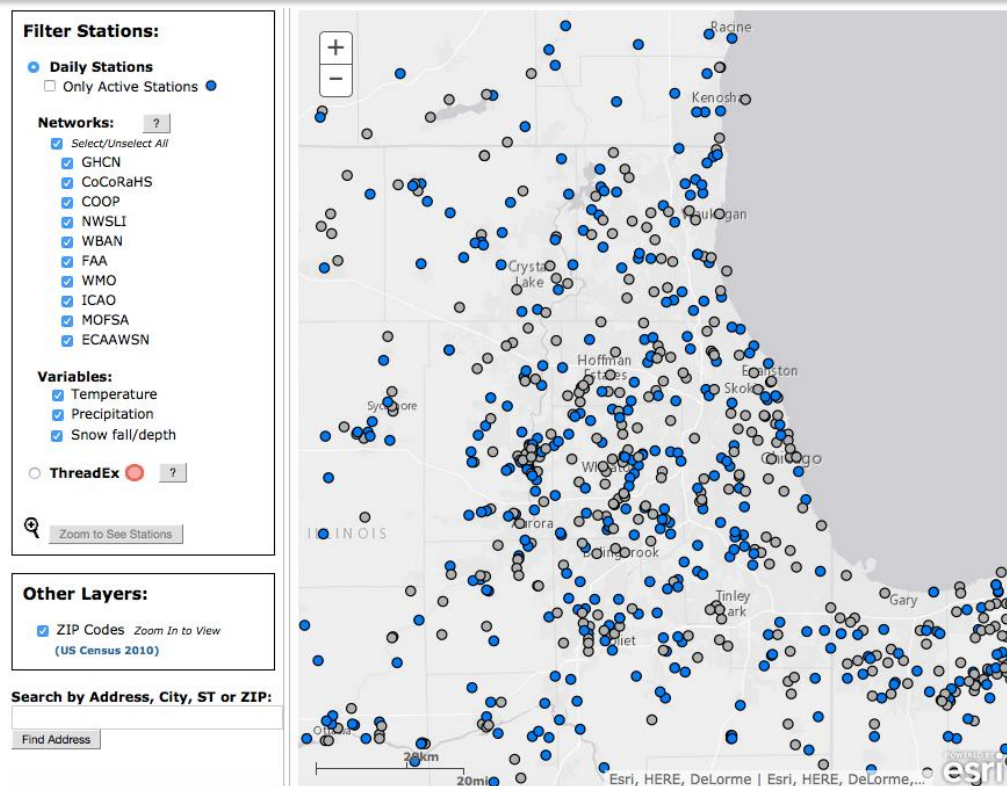 Filter Stations:
Daily Stations
Only Active Stations
Networks:
?
Select/Unselect All
GHCN
CoCoRaHS
COOP
NWSLI
WBAN
FAA
WMO
ICAO
MOFSA
ECAAWSN
Variables:
Temperature
Precipitation
Snow fall/depth
ThreadEx
?
Zoom to See Stations
Other Layers:
ZIP Codes Zoom In to View
(US Census 2010)
Search by Address, City, ST or ZIP:
Find Address
+
−
Racine
Kenosha
Waukegan
Crystal
Lake
Hoffman
Estates
Evanston
Skokie
Sycamore
Chicago
Wheaton
Aurora
ILLINOIS
Bolingbrook
Tinley
Park
Gary
Joliet
Ottawa
20km
20mi
Esri, HERE, DeLorme | Esri, HERE, DeLorme,...
POWERED BY
esri